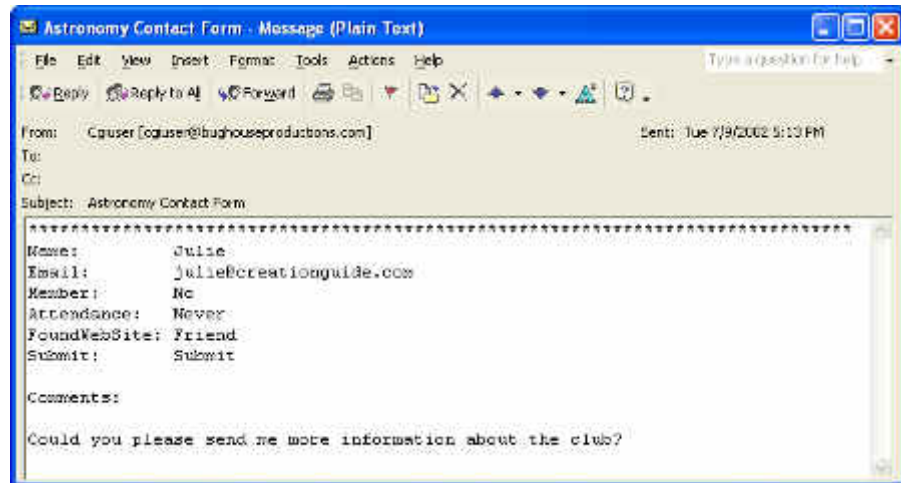 Astronomy Contact Form - Message (Plain Text)
File Edit View Insert Format Tools Actions Help Type a question for help
Reply Reply to All Forward
From: Cgiuser [cgiuser@bughouseproductions.com] Sent: Tue 7/9/2002 5:13 PM
To:
Cc:
Subject: Astronomy Contact Form
Name: Julie
Email: julie@creationguide.com
Member: No
Attendance: Never
FoundWebSite: Friend
Submit: Submit
Comments:
Could you please send me more information about the club?